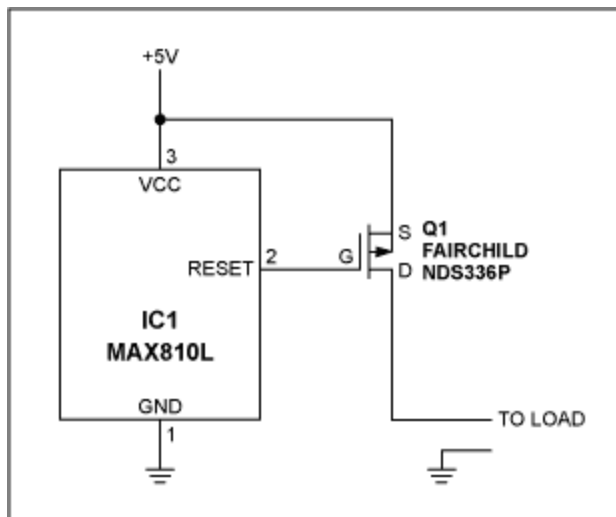 +5V
3
VCC
RESET
2
G
S
D
Q1
FAIRCHILD
NDS336P
IC1
MAX810L
GND
1
TO LOAD